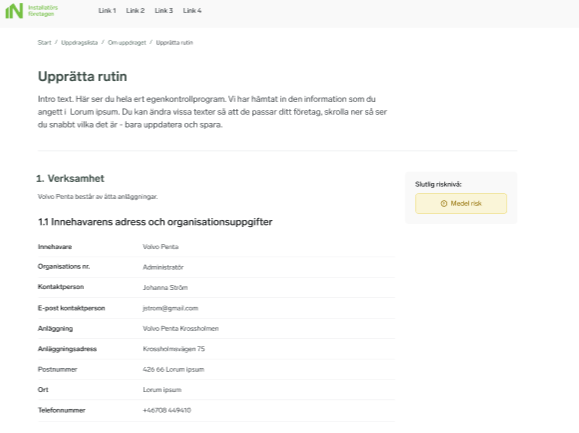 Installatörs
företagen
Link 1 Link 2 Link 3 Link 4
Start / Uppdragslista / Om uppdraget / Upprätta rutin
Upprätta rutin
Intro text. Här ser du hela ert egenkontrollprogram. Vi har hämtat in den information som du
angett i Lorum ipsum. Du kan ändra vissa texter så att de passar ditt företag, skrolla ner så ser
du snabbt vilka det är - bara uppdatera och spara.
1. Verksamhet
Volvo Penta består av åtta anläggningar.
Slutlig risknivå:
Medel risk
1.1 Innehavarens adress och organisationsuppgifter
Innehavare Volvo Penta
Organisations nr. Administratör
Kontaktperson Johanna Ström
E-post kontaktperson jstrom@gmail.com
Anläggning Volvo Penta Krossholmen
Anläggningsadress Krossholmsvägen 75
Postnummer 426 66 Lorum ipsum
Ort Lorum ipsum
Telefonnummer +46708 449410